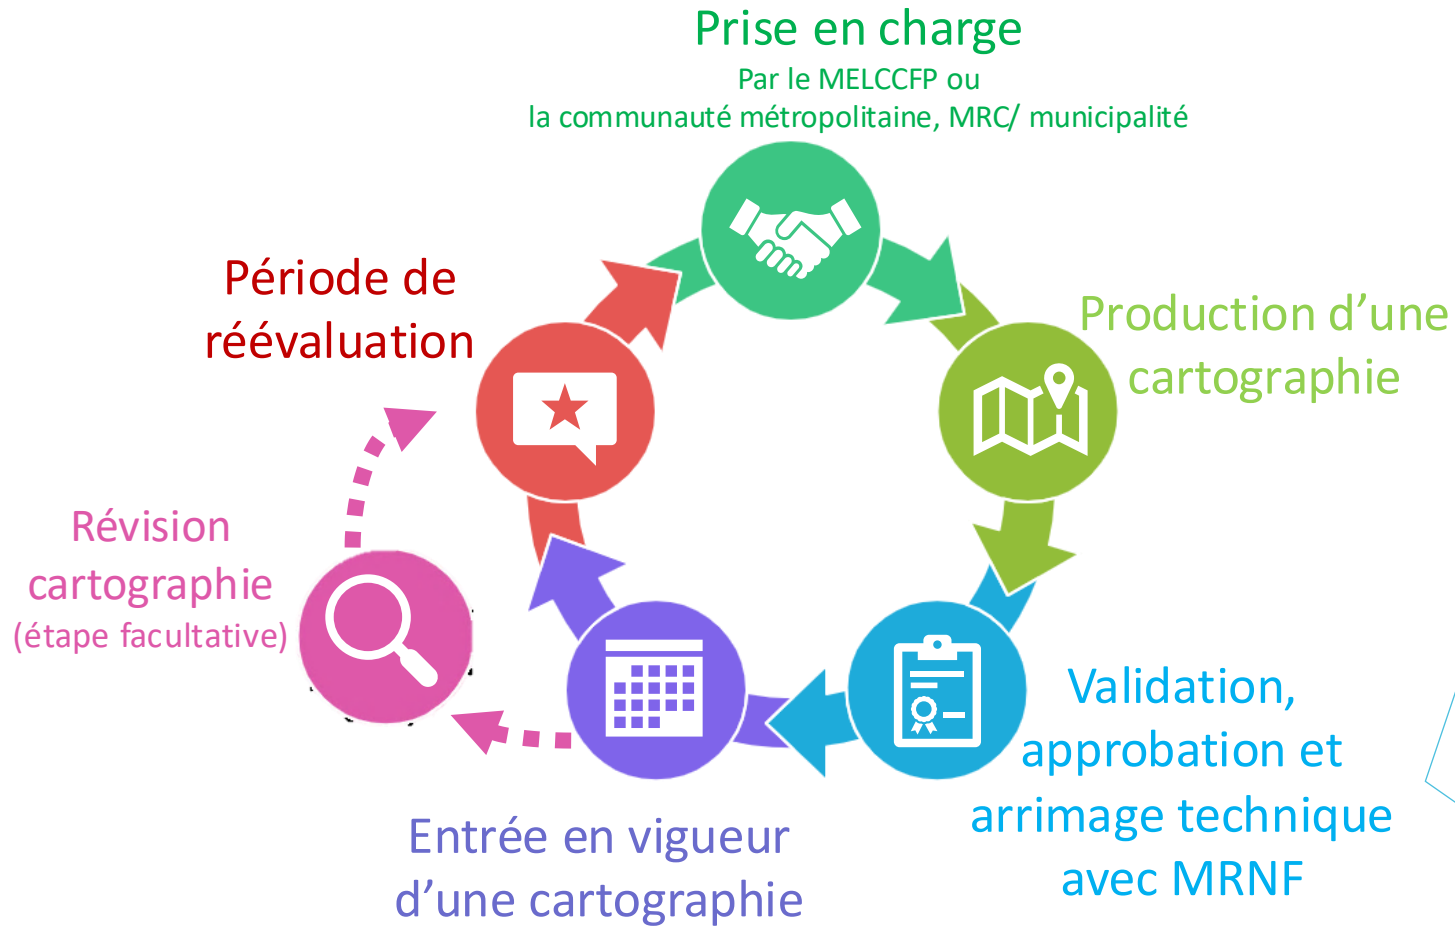 Prise en charge
Par le MELCCFP ou
la communauté métropolitaine, MRC/ municipalité
Production d’une
cartographie
Validation,
approbation et
arrimage technique
avec MRNF
Entrée en vigueur
d’une cartographie
Révision
cartographie
(étape facultative)
Période de
réévaluation